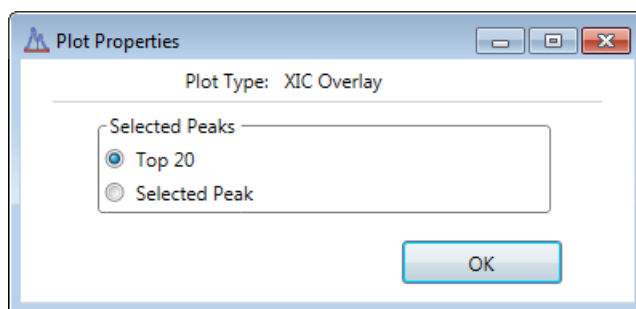 Plot Properties
Plot Type: XIC Overlay
Selected Peaks
Top 20
Selected Peak
OK